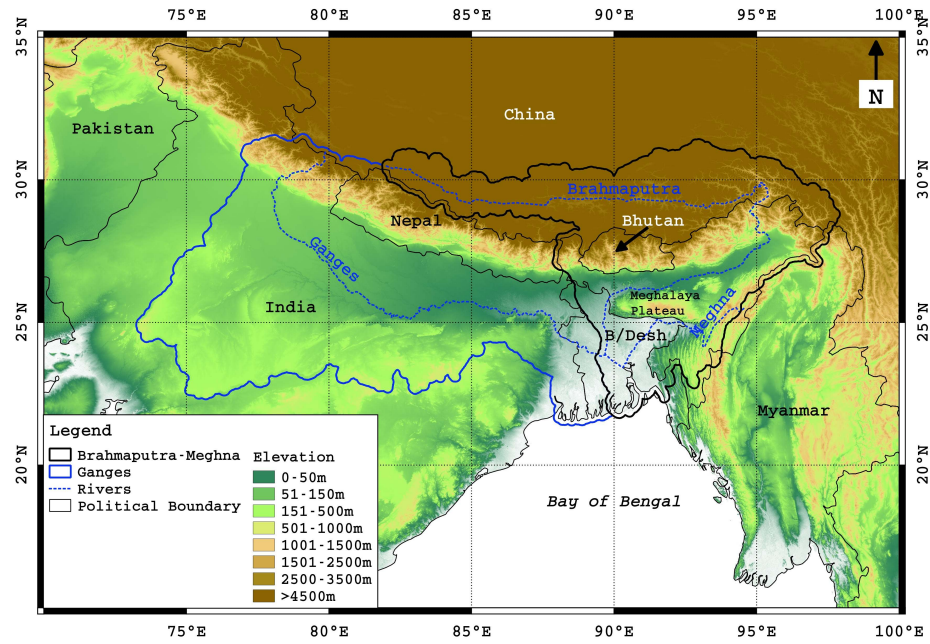 75°E 80°E 85°E 90°E 95°E 100°E
35°N 35°N
N
China
Pakistan
30°N 30°N
Brahmaputra
Nepal
Bhutan
Ganges
Meghalaya
Plateau
India
Meghna
25°N 25°N
B/Desh
Myanmar
Legend
Brahmaputra-Meghna
Ganges
Rivers
Political Boundary
Elevation
0-50m
51-150m
151-500m
501-1000m
1001-1500m
1501-2500m
2500-3500m
>4500m
20°N 20°N
Bay of Bengal
75°E 80°E 85°E 90°E 95°E 100°E